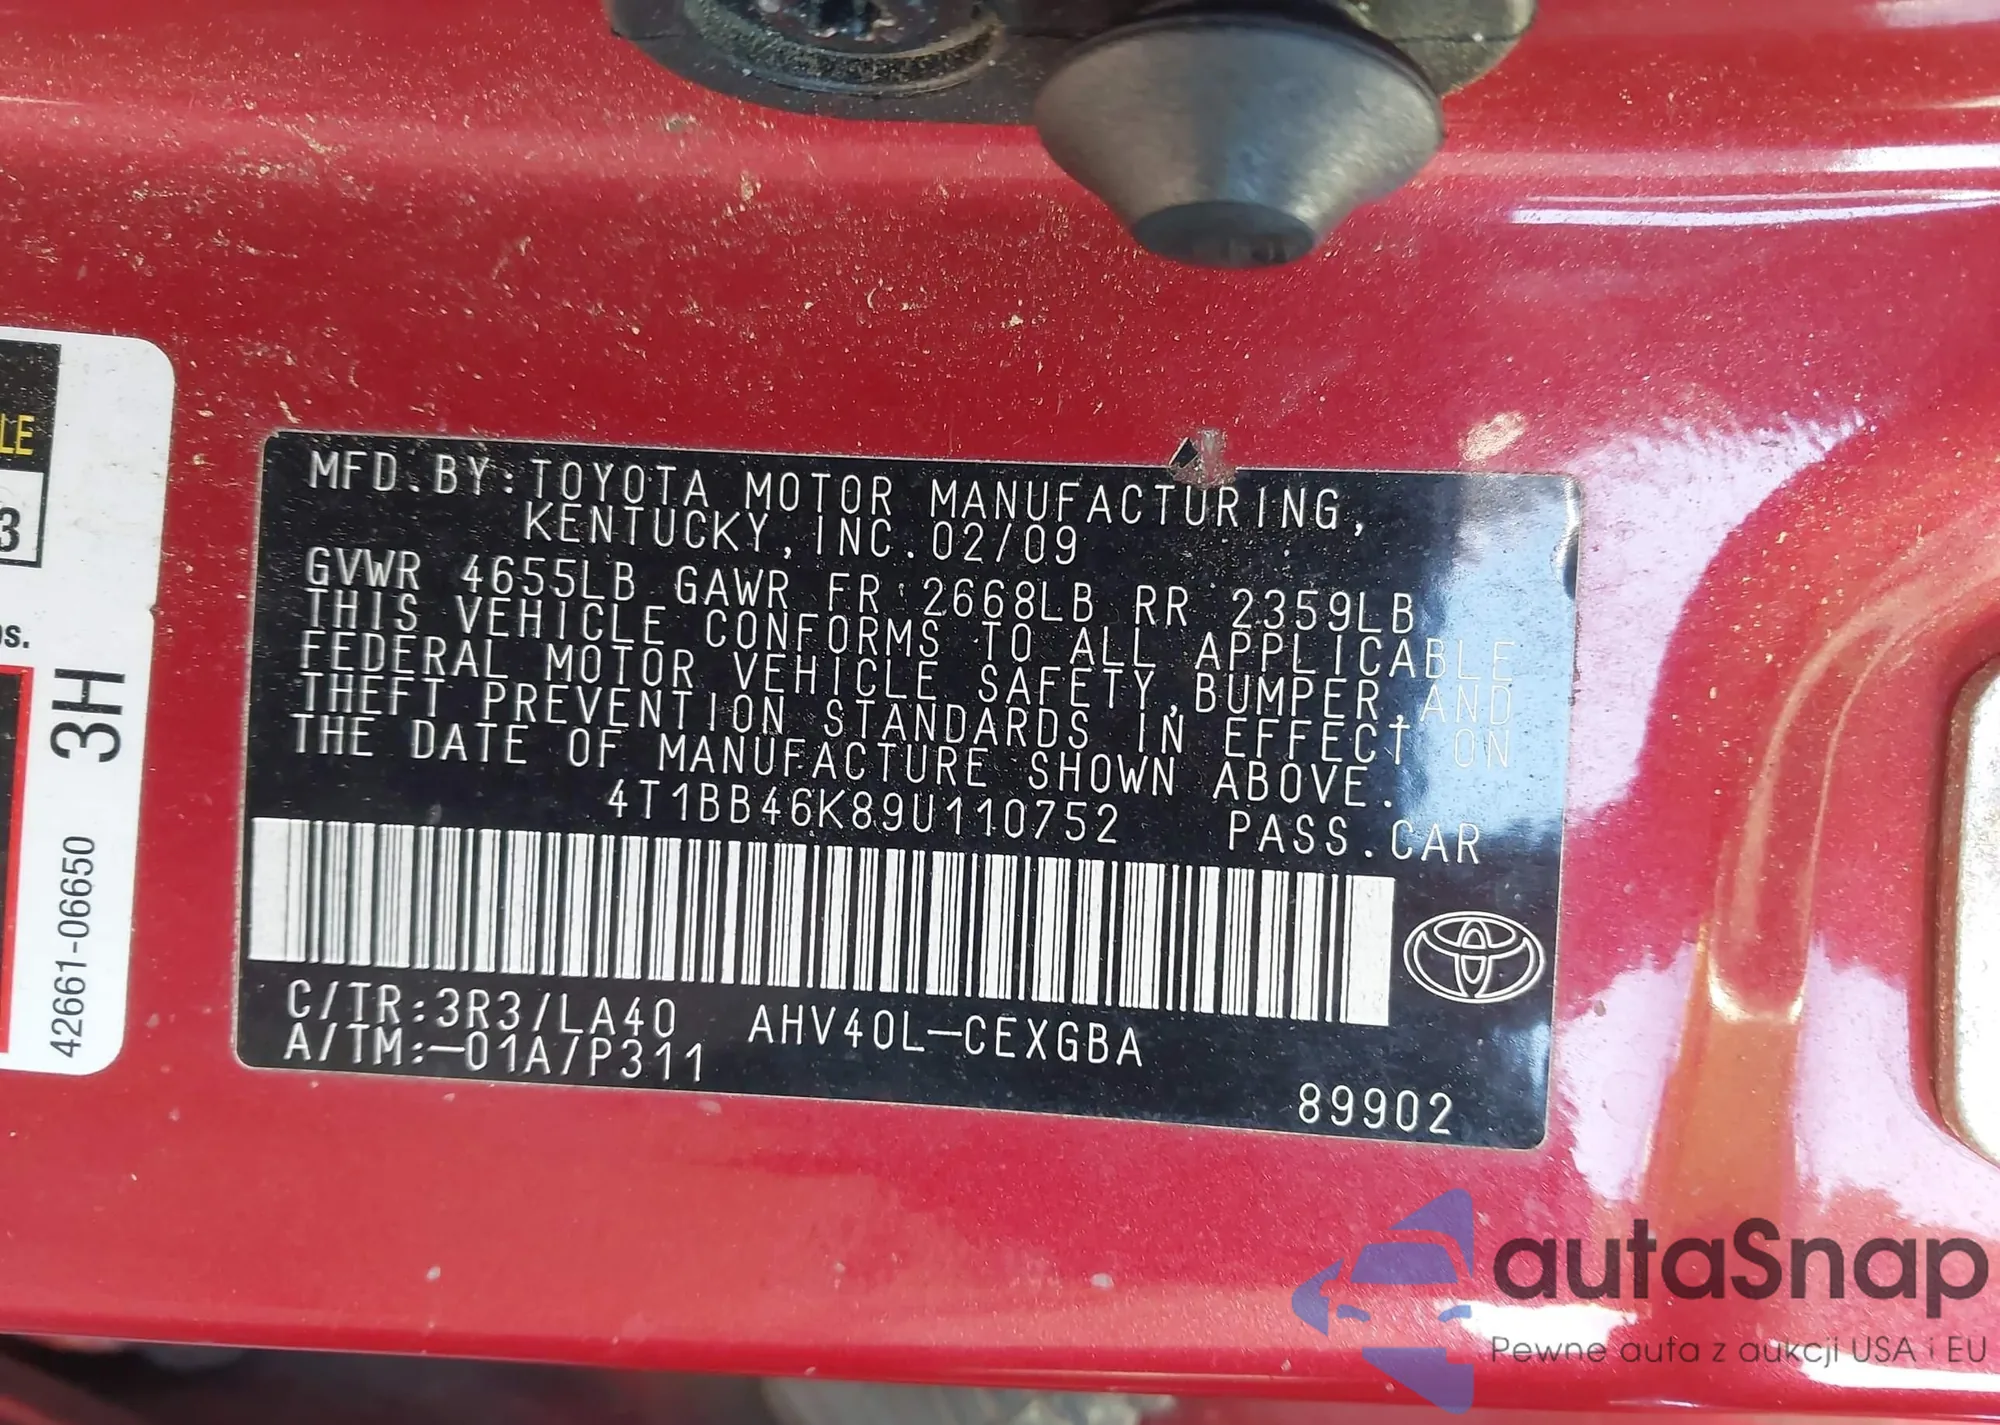 LE
3
os.
3H
42661-06650
MFD.BY:TOYOTA MOTOR MANUFACTURING,
KENTUCKY,INC.02/09
GVWR 4655LB GAWR FR 2668LB RR 2359LB
THIS VEHICLE CONFORMS TO ALL APPLICABLE
FEDERAL MOTOR VEHICLE SAFETY,BUMPER,AND
THEFT PREVENTION STANDARDS IN EFFECT ON
THE DATE OF MANUFACTURE SHOWN ABOVE.
4T1BB46K89U110752 PASS.CAR
C/TR:3R3/LA40 AHV40L-CEXGBA
A/TM:-01A/P311
89902
autaSnap
Pewne auta z aukcji USA i EU